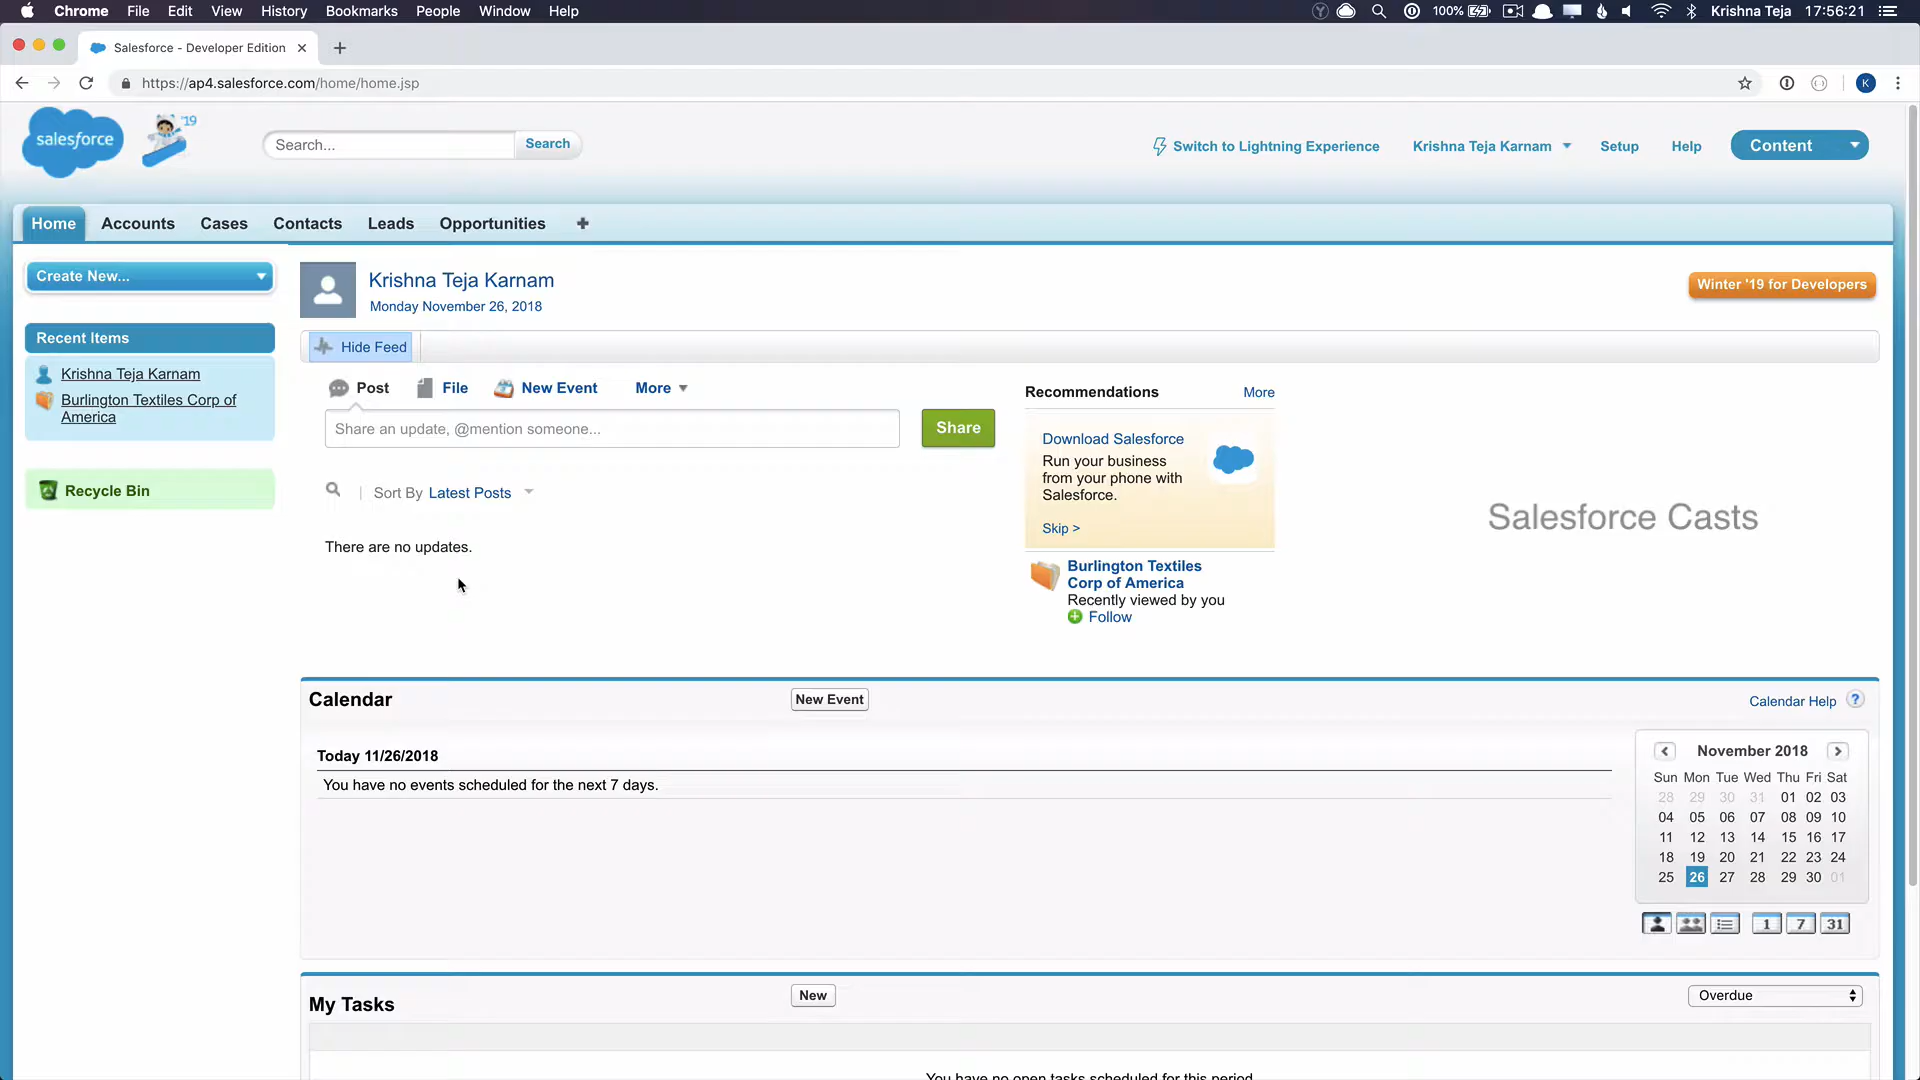 Chrome File Edit View History Bookmarks People Window Help 100% Krishna Teja 17:56:21
Salesforce - Developer Edition
https://ap4.salesforce.com/home/home.jsp K
salesforce '19 Search... Search Switch to Lightning Experience Krishna Teja Karnam Setup Help Content
Home Accounts Cases Contacts Leads Opportunities
Create New...
Recent Items
Krishna Teja Karnam
Burlington Textiles Corp of
America
Recycle Bin
Krishna Teja Karnam
Monday November 26, 2018
Winter '19 for Developers
Hide Feed
Post File New Event More
Share an update, @mention someone... Share
Sort By Latest Posts
There are no updates.
Recommendations More
Download Salesforce
Run your business
from your phone with
Salesforce.
Skip >
Burlington Textiles
Corp of America
Recently viewed by you
Follow
Salesforce Casts
Calendar New Event Calendar Help ?
Today 11/26/2018
You have no events scheduled for the next 7 days.
November 2018
Sun Mon Tue Wed Thu Fri Sat
28 29 30 31 01 02 03
04 05 06 07 08 09 10
11 12 13 14 15 16 17
18 19 20 21 22 23 24
25 26 27 28 29 30 01
1 7 31
My Tasks New Overdue
You have no open tasks scheduled for this period.